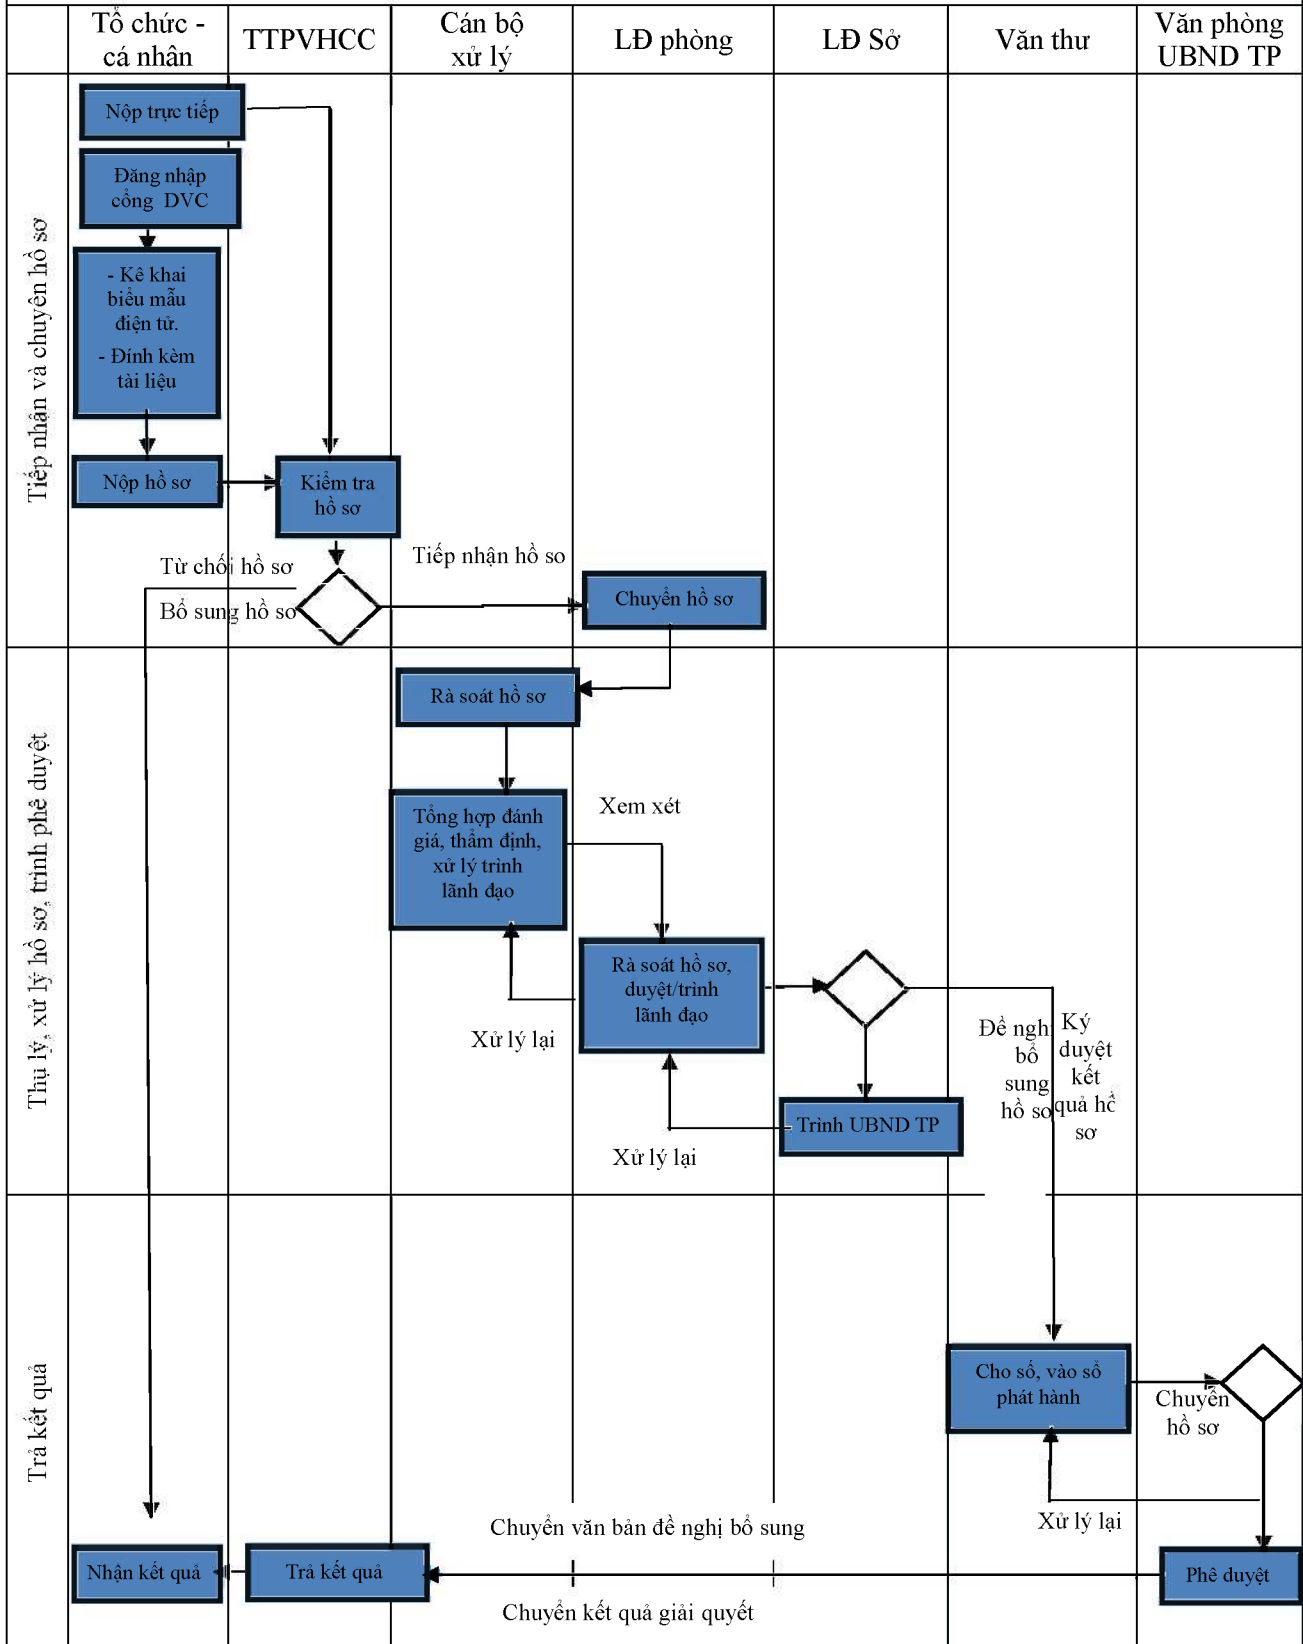 Tổ chức -
cá nhân
TTPVHCC
Cán bộ
xử lý
LĐ phòng
LĐ Sở
Văn thư
Văn phòng
UBND TP
Tiếp nhận và chuyên hồ sơ
Nộp trực tiếp
Đăng nhập
cổng DVC
- Kê khai
biểu mẫu
điện tử.
- Đính kèm
tài liệu
Nộp hồ sơ
Kiểm tra
hồ sơ
Từ chối hồ sơ
Bổ sung hồ sơ
Tiếp nhận hồ so
Chuyển hồ sơ
Thụ lý, xử lý hồ sơ, trình phê duyệt
Rà soát hồ sơ
Tổng hợp đánh
giá, thẩm định,
xử lý trình
lãnh đạo
Xem xét
Rà soát hồ sơ,
duyệt/trình
lãnh đạo
Xử lý lại
Trình UBND TP
Xử lý lại
Đề nghị
bổ
sung
hồ sơ
Ký
duyệt
kết
quả hồ
sơ
Trả kết quả
Cho số, vào sổ
phát hành
Chuyển
hồ sơ
Xử lý lại
Chuyển văn bản đề nghị bổ sung
Nhận kết quả
Trả kết quả
Phê duyệt
Chuyển kết quả giải quyết